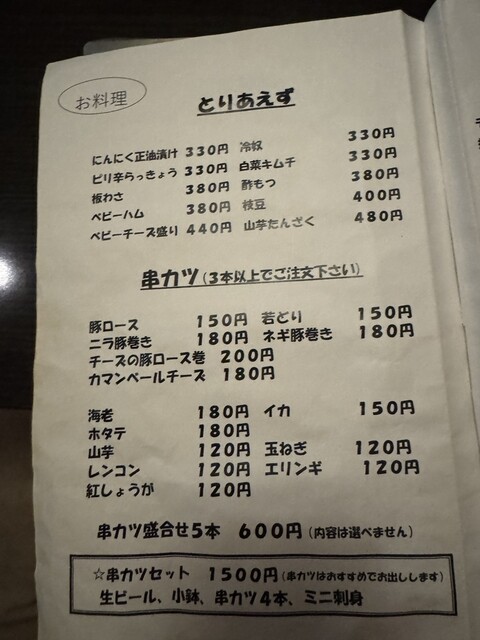 お料理
とりあえず
にんにく正油漬け 330円 冷奴 330円
ピリ辛らっきょう 330円 白菜キムチ 330円
板わさ 380円 酢もつ 380円
ベビーハム 380円 枝豆 400円
ベビーチーズ盛り 440円 山芋たんざく 480円
串カツ(3本以上でご注文下さい)
豚ロース 150円 若どり 150円
ニラ豚巻き 180円 ネギ豚巻き 180円
チーズの豚ロース巻 200円
カマンベールチーズ 180円
海老 180円 イカ 150円
ホタテ 180円
山芋 120円 玉ねぎ 120円
レンコン 120円 エリンギ 120円
紅しょうが 120円
串カツ盛合せ5本 600円(内容は選べません)
☆串カツセット 1500円(串カツはおすすめでお出しします)
生ビール、小鉢、串カツ4本、ミニ刺身